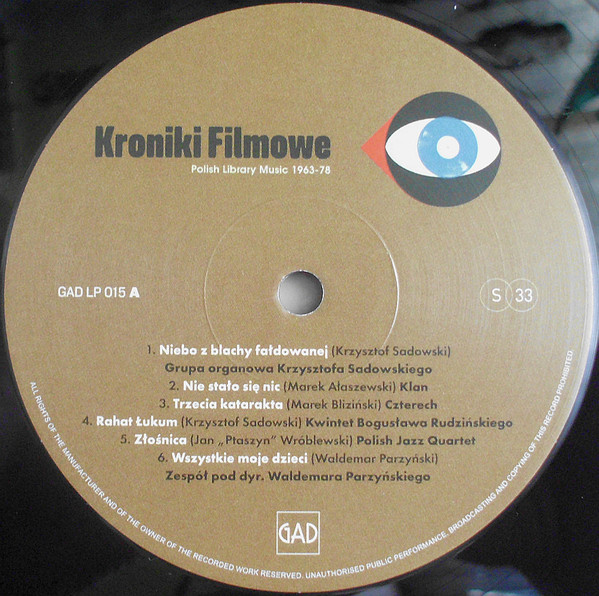 Kroniki Filmowe
Polish Library Music 1963-78
GAD LP 015 A
S 33
1. Niebo z blachy fałdowanej (Krzysztof Sadowski)
Grupa organowa Krzysztofa Sadowskiego
2. Nie stało się nic (Marek Ałaszewski) Klan
3. Trzecia katarakta (Marek Bliziński) Czterech
4. Rahat Łukum (Krzysztof Sadowski) Kwintet Bogusława Rudzińskiego
5. Złośnica (Jan „Ptaszyn” Wróblewski) Polish Jazz Quartet
6. Wszystkie moje dzieci (Waldemar Parzyński)
Zespół pod dyr. Waldemara Parzyńskiego
GAD
ALL RIGHTS OF THE MANUFACTURER AND OF THE OWNER OF THE RECORDED WORK RESERVED. UNAUTHORISED PUBLIC PERFORMANCE, BROADCASTING AND COPYING OF THIS RECORD PROHIBITED